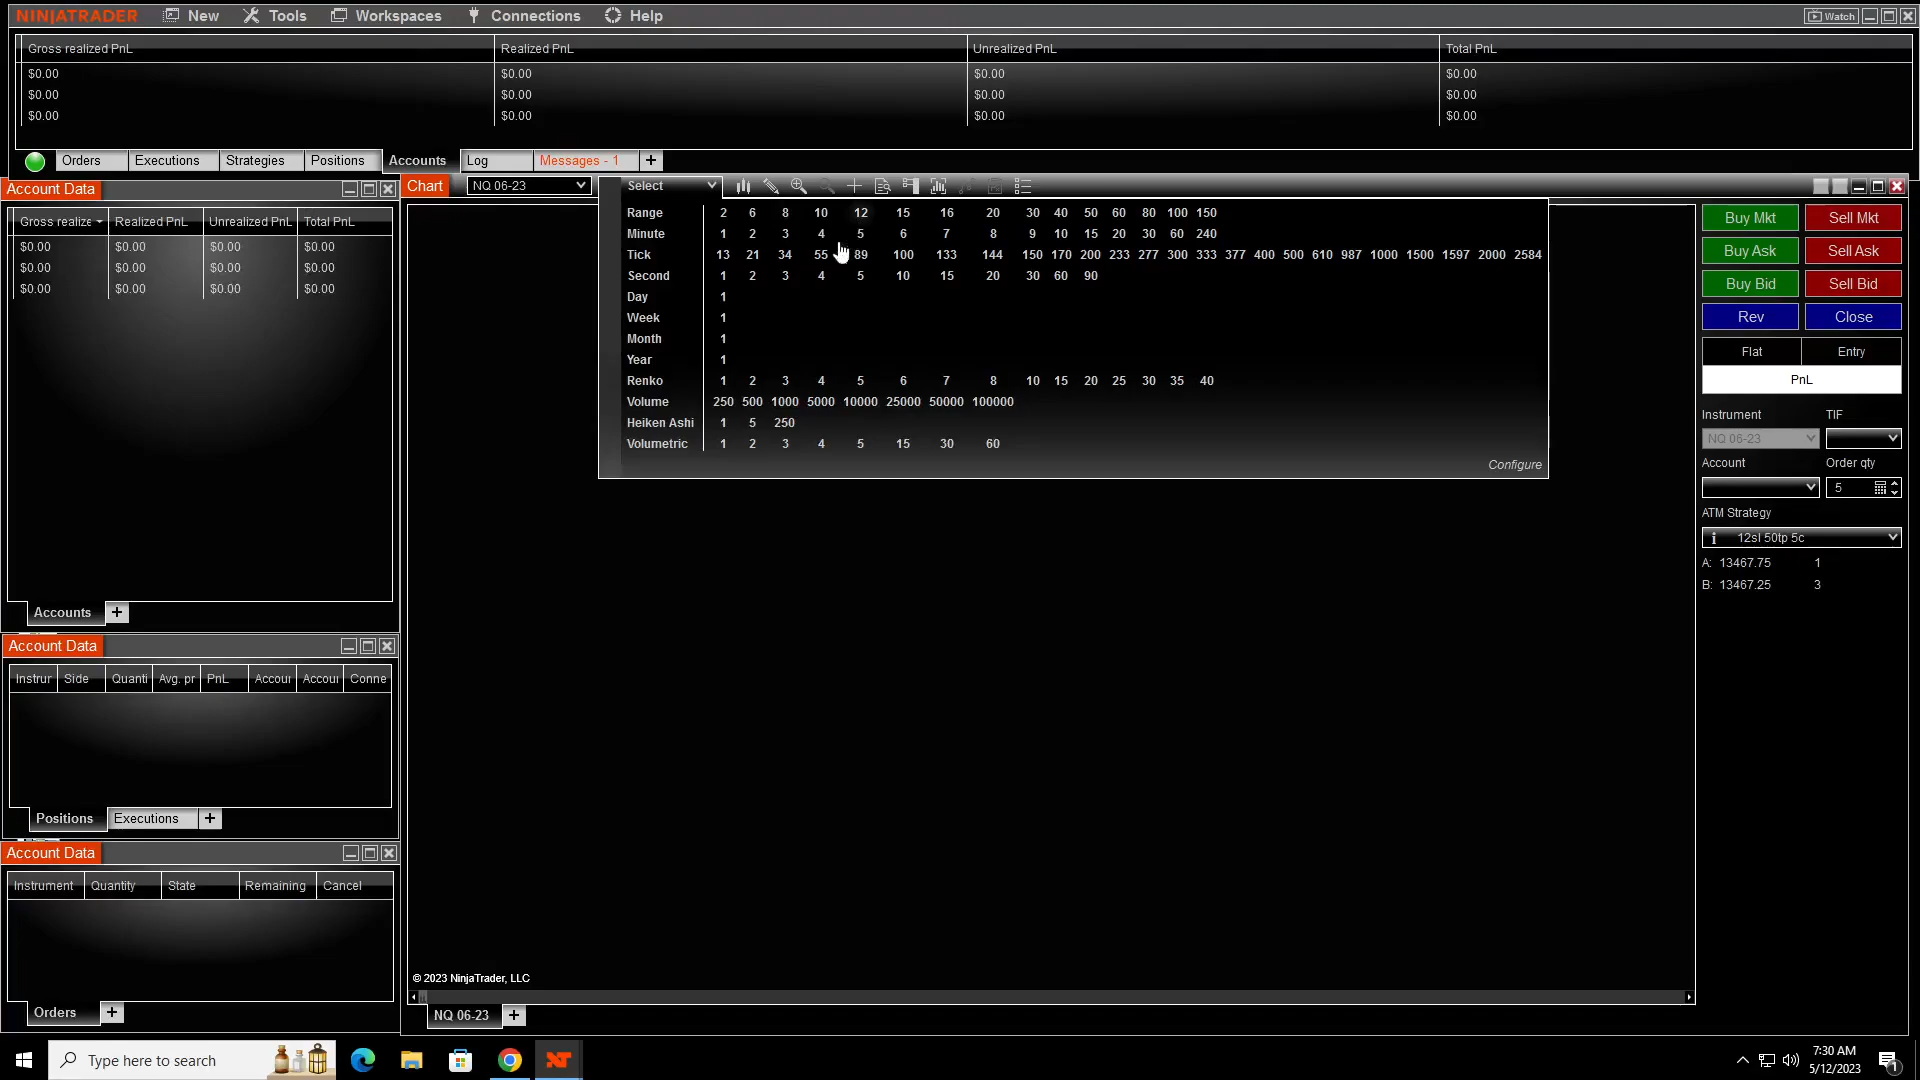 NINJATRADER New Tools Workspaces Connections Help Watch
Gross realized PnL Realized PnL Unrealized PnL Total PnL
$0.00 $0.00 $0.00 $0.00
$0.00 $0.00 $0.00 $0.00
$0.00 $0.00 $0.00 $0.00
Orders Executions Strategies Positions Accounts Log Messages - 1 +
Account Data
Gross realize Realized PnL Unrealized PnL Total PnL
$0.00 $0.00 $0.00 $0.00
$0.00 $0.00 $0.00 $0.00
$0.00 $0.00 $0.00 $0.00
Accounts +
Account Data
Instrur Side Quanti Avg. pr PnL Accour Accour Conne
Positions Executions +
Account Data
Instrument Quantity State Remaining Cancel
Orders +
Chart NQ 06-23 Select
Range 2 6 8 10 12 15 16 20 30 40 50 60 80 100 150
Minute 1 2 3 4 5 6 7 8 9 10 15 20 30 60 240
Tick 13 21 34 55 89 100 133 144 150 170 200 233 277 300 333 377 400 500 610 987 1000 1500 1597 2000 2584
Second 1 2 3 4 5 10 15 20 30 60 90
Day 1
Week 1
Month 1
Year 1
Renko 1 2 3 4 5 6 7 8 10 15 20 25 30 35 40
Volume 250 500 1000 5000 10000 25000 50000 100000
Heiken Ashi 1 5 250
Volumetric 1 2 3 4 5 15 30 60
Configure
© 2023 NinjaTrader, LLC
NQ 06-23 +
Buy Mkt Sell Mkt
Buy Ask Sell Ask
Buy Bid Sell Bid
Rev Close
Flat Entry
PnL
Instrument TIF
NQ 06-23
Account Order qty
5
ATM Strategy
i 12sl 50tp 5c
A: 13467.75 1
B: 13467.25 3
Type here to search
7:30 AM
5/12/2023
1